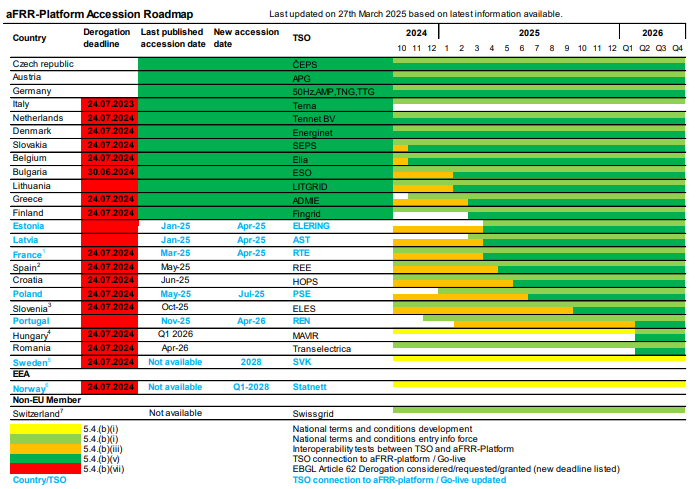 aFRR-Platform Accession Roadmap Last updated on 27th March 2025 based on latest information available.
Country Derogation deadline Last published accession date New accession date TSO 2024 2025 2026
10 11 12 1 2 3 4 5 6 7 8 9 10 11 12 Q1 Q2 Q3 Q4
Czech republic ČEPS
Austria APG
Germany 50Hz,AMP,TNG,TTG
Italy 24.07.2023 Terna
Netherlands 24.07.2024 Tennet BV
Denmark 24.07.2024 Energinet
Slovakia 24.07.2024 SEPS
Belgium 24.07.2024 Elia
Bulgaria 30.06.2024 ESO
Lithuania LITGRID
Greece 24.07.2024 ADMIE
Finland 24.07.2024 Fingrid
Estonia Jan-25 Apr-25 ELERING
Latvia Jan-25 Apr-25 AST
France¹ 24.07.2024 Mar-25 Apr-25 RTE
Spain² 24.07.2024 May-25 REE
Croatia 24.07.2024 Jun-25 HOPS
Poland 24.07.2024 May-25 Jul-25 PSE
Slovenia³ 24.07.2024 Oct-25 ELES
Portugal Nov-25 Apr-26 REN
Hungary⁴ 24.07.2024 Q1 2026 MAVIR
Romania 24.07.2024 Apr-26 Transelectrica
Sweden⁵ 24.07.2024 Not available 2028 SVK
EEA
Norway⁶ 24.07.2024 Not available Q1-2028 Statnett
Non-EU Member
Switzerland⁷ Not available Swissgrid
5.4.(b)(i) National terms and conditions development
5.4.(b)(i) National terms and conditions entry info force
5.4.(b)(iii) Interoperability tests between TSO and aFRR-Platform
5.4.(b)(v) TSO connection to aFRR-platform / Go-live
5.4.(b)(vii) EBGL Article 62 Derogation considered/requested/granted (new deadline listed)
Country/TSO TSO connection to aFRR-platform / Go-live updated